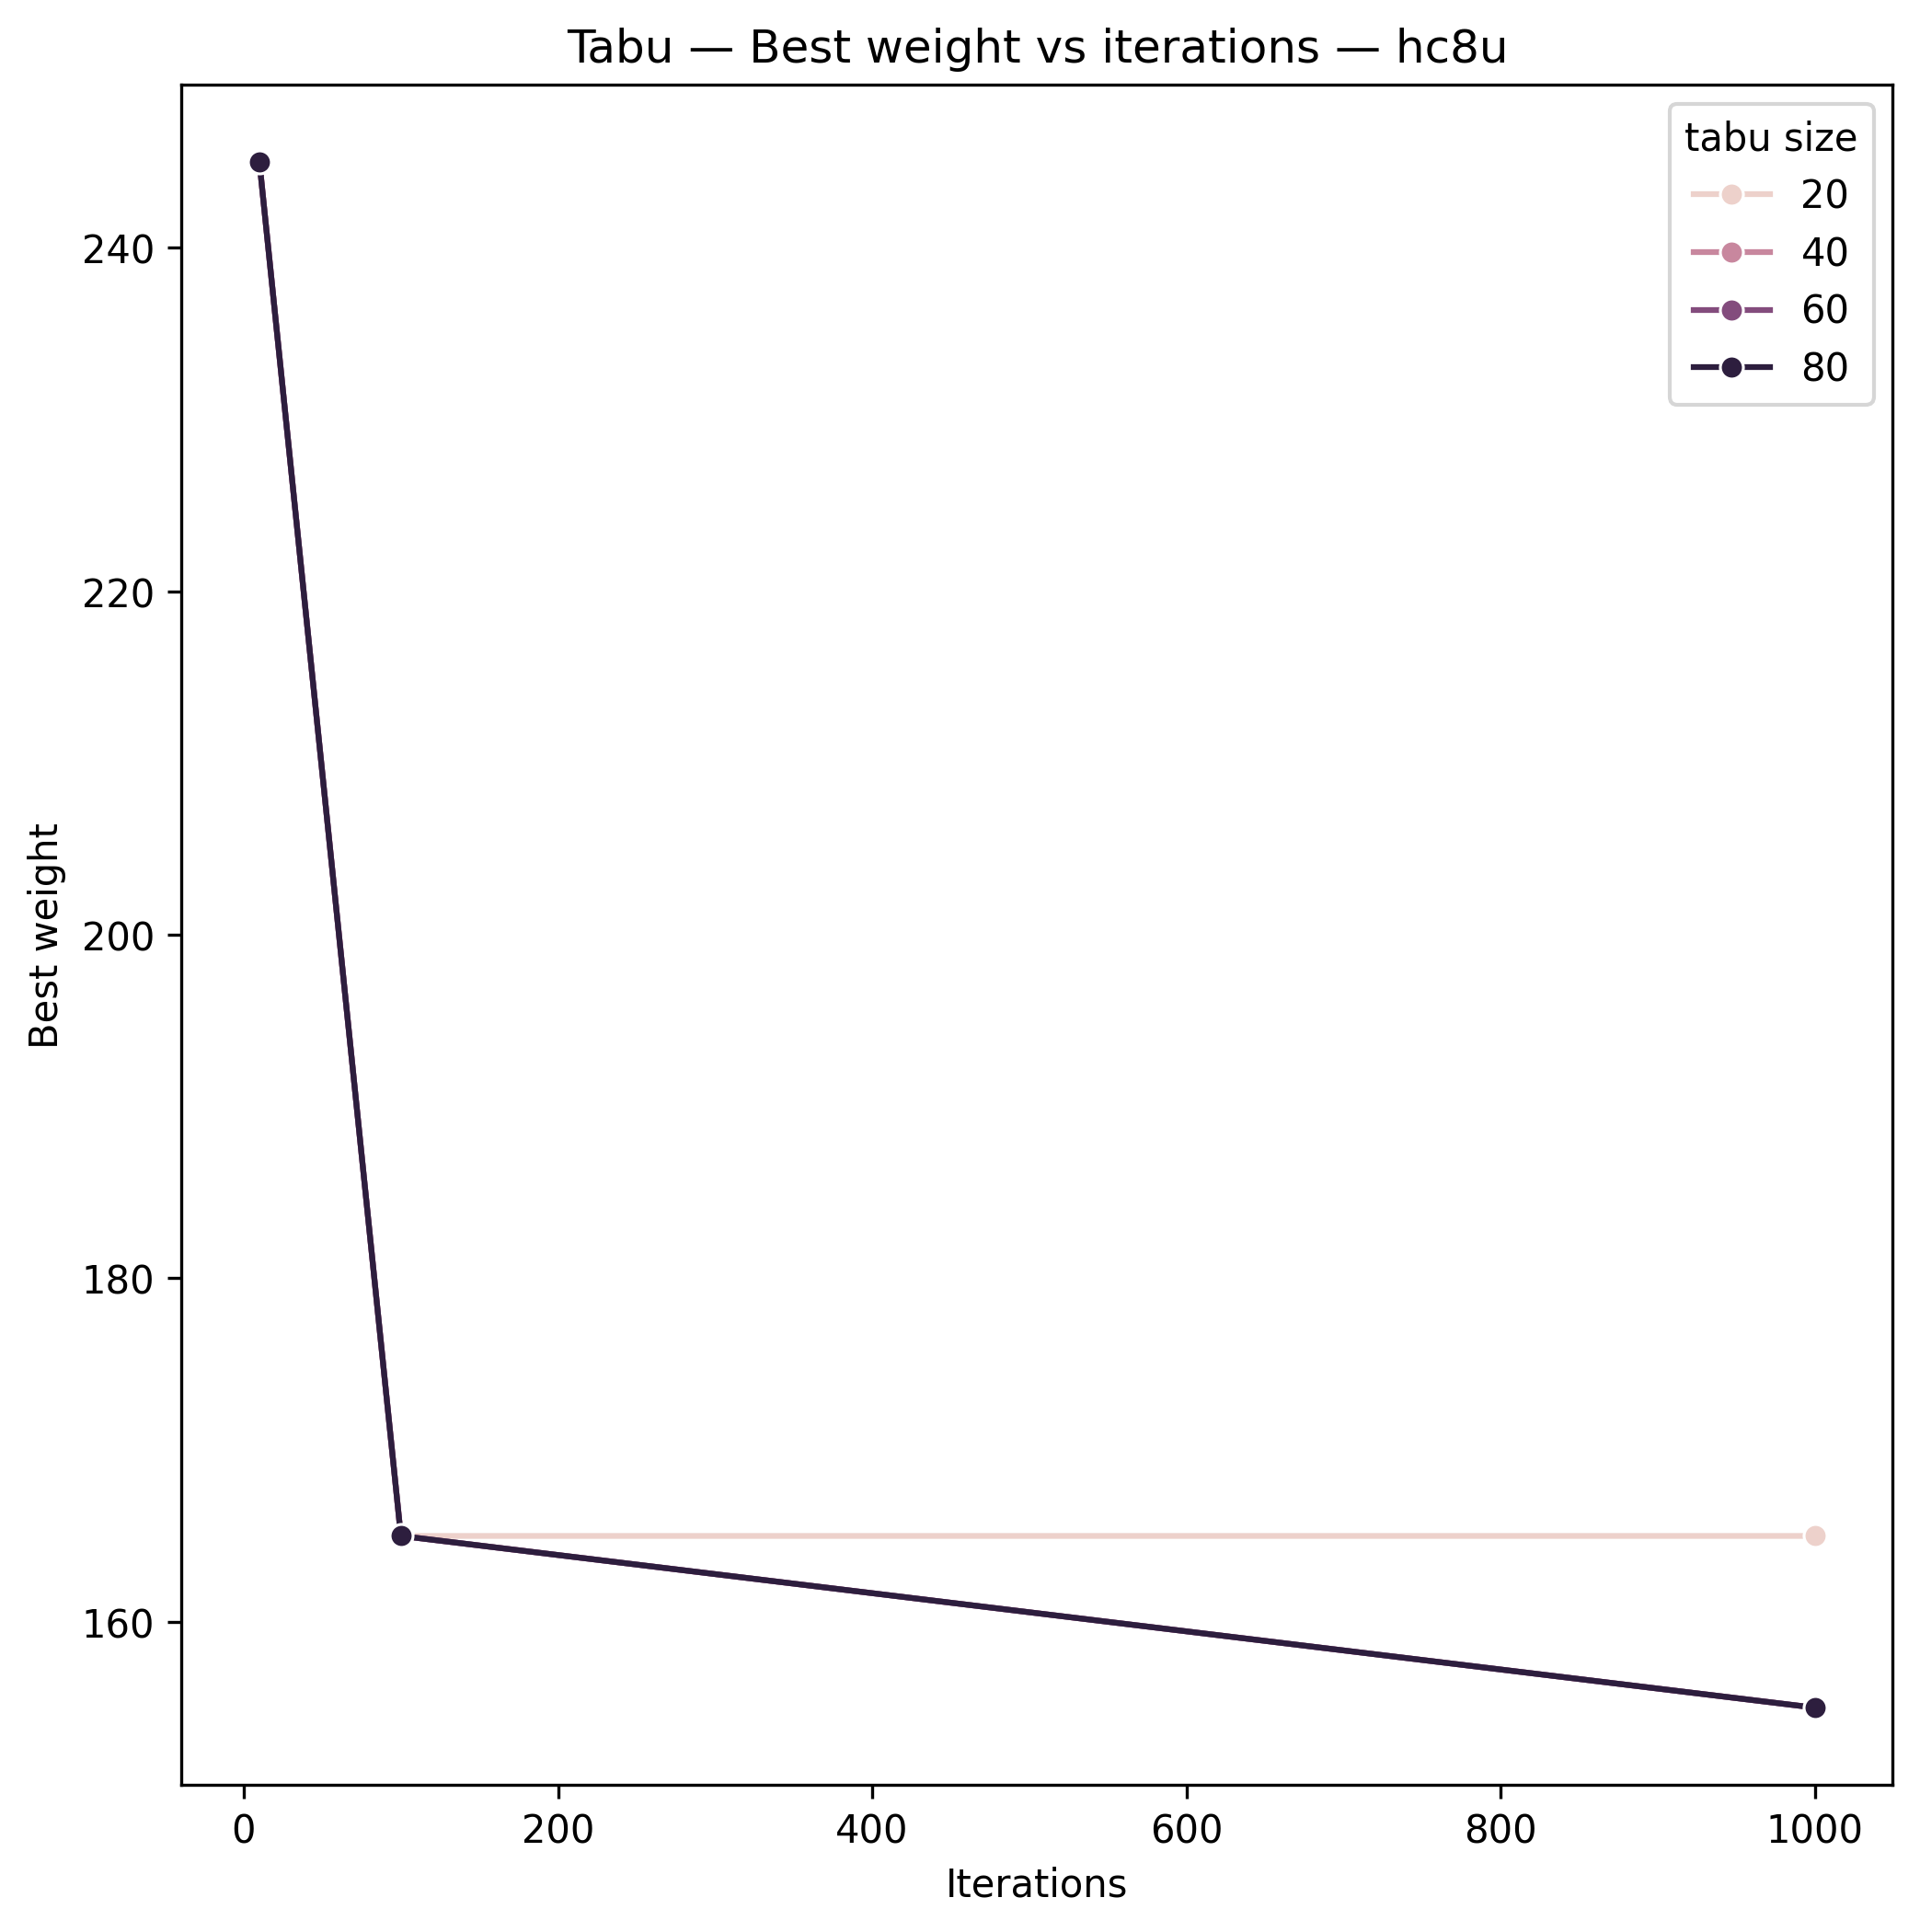 Tabu — Best weight vs iterations — hc8u
tabu size
20
40
60
80
240
220
200
180
160
Best weight
0 200 400 600 800 1000
Iterations